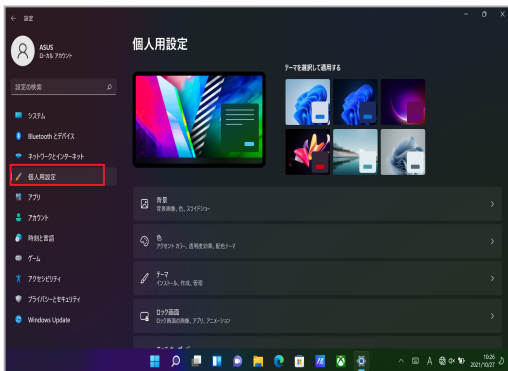 設定
ASUS
ローカル アカウント
設定の検索
システム
Bluetooth とデバイス
ネットワークとインターネット
個人用設定
アプリ
アカウント
時刻と言語
ゲーム
アクセシビリティ
プライバシーとセキュリティ
Windows Update
個人用設定
テーマを選択して適用する
背景
背景画像、色、スライドショー
色
アクセント カラー、透明度効果、配色テーマ
テーマ
インストール、作成、管理
ロック画面
ロック画面の画像、アプリ、アニメーション
A
10:26
2021/10/27